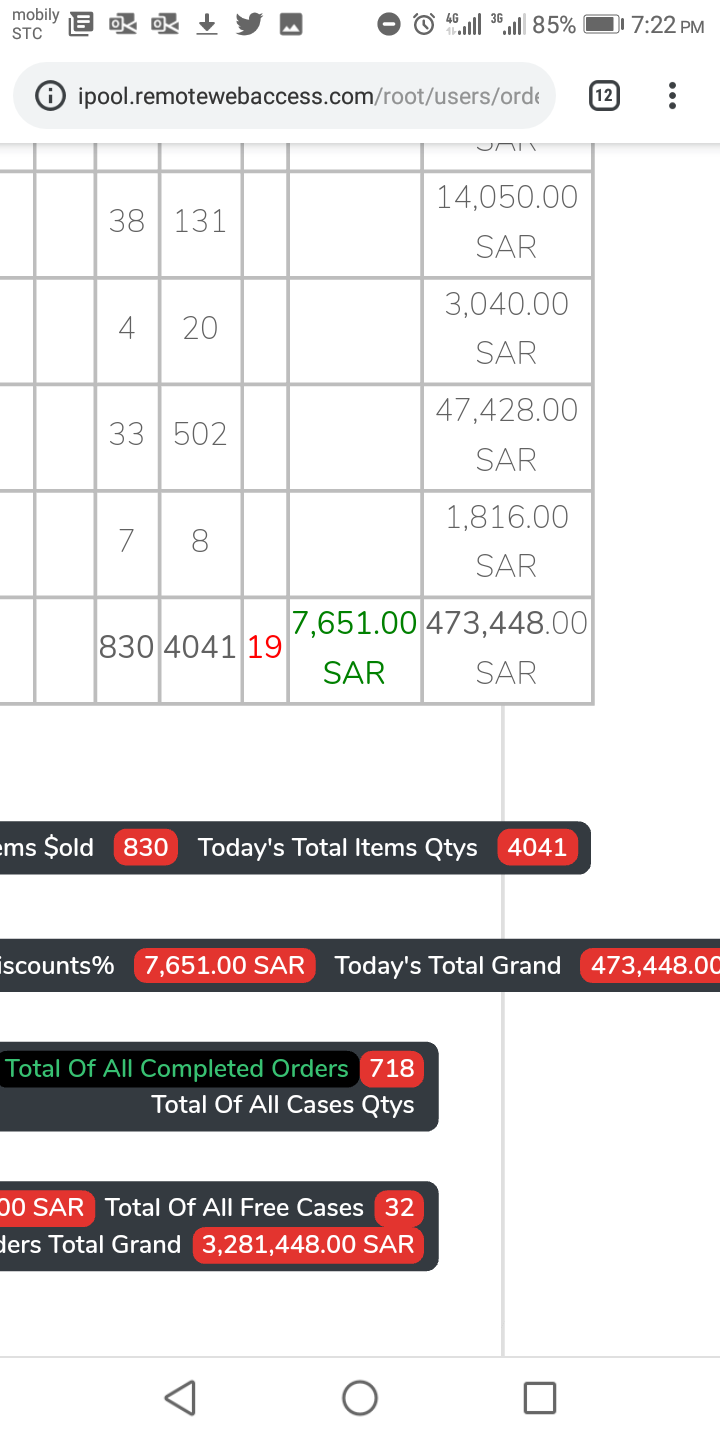 mobily
STC
4G
3G
85%
7:22 PM
ipool.remotewebaccess.com/root/users/orde
12
SAR
38 131 14,050.00
SAR
4 20 3,040.00
SAR
33 502 47,428.00
SAR
7 8 1,816.00
SAR
830 4041 19 7,651.00 SAR 473,448.00 SAR
ems $old 830 Today's Total Items Qtys 4041
iscounts% 7,651.00 SAR Today's Total Grand 473,448.00
Total Of All Completed Orders 718
Total Of All Cases Qtys
00 SAR Total Of All Free Cases 32
ders Total Grand 3,281,448.00 SAR